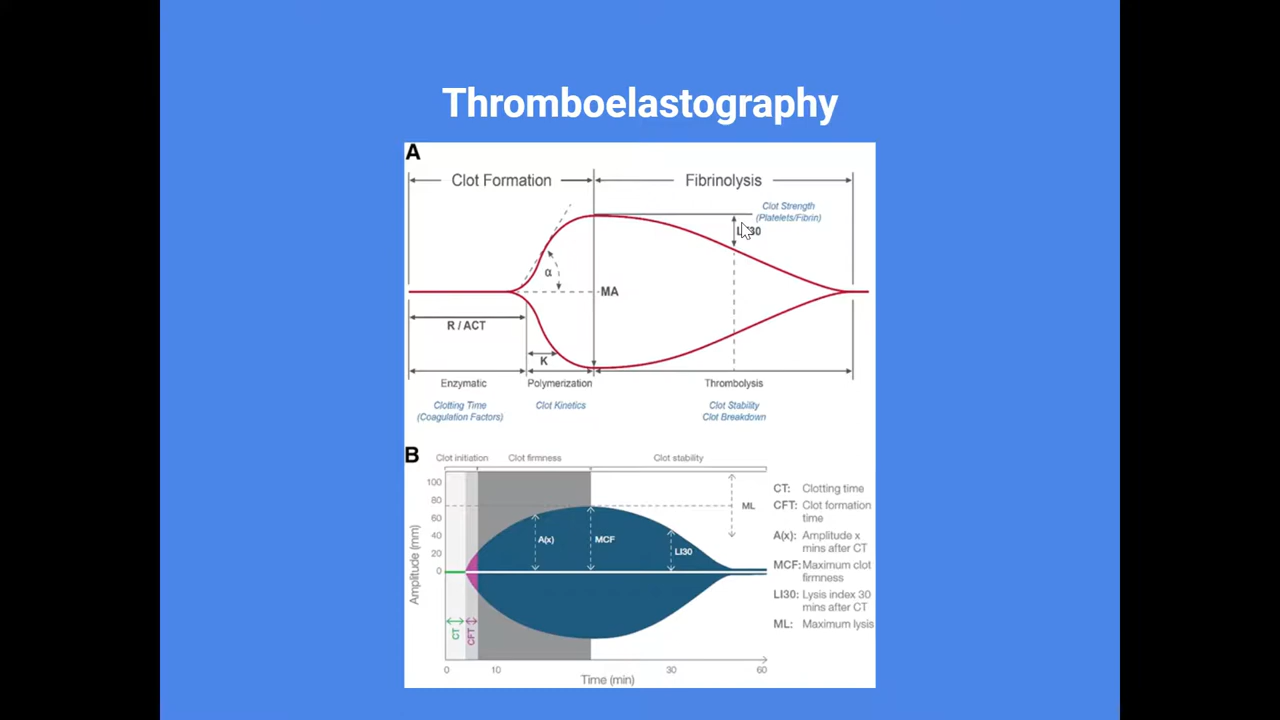 Thromboelastography
A
Clot Formation
Fibrinolysis
Clot Strength
(Platelets/Fibrin)
α
MA
R / ACT
K
Enzymatic
Polymerization
Thrombolysis
Clotting Time
(Coagulation Factors)
Clot Kinetics
Clot Stability
Clot Breakdown
B
Clot initiation
Clot firmness
Clot stability
Amplitude (mm)
100
80
60
40
20
0
A(x)
MCF
LI30
ML
CT
CFT
0
10
30
60
Time (min)
CT: Clotting time
CFT: Clot formation
time
A(x): Amplitude x
mins after CT
MCF: Maximum clot
firmness
LI30: Lysis index 30
mins after CT
ML: Maximum lysis